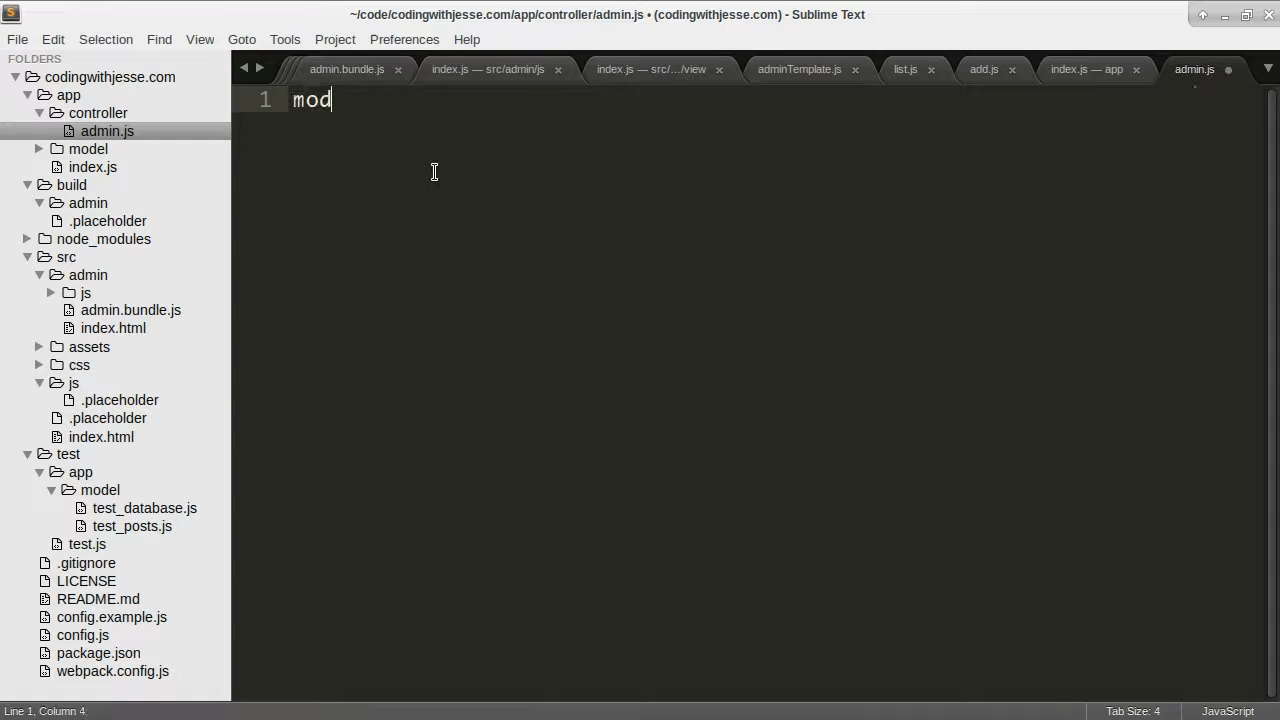 ~/code/codingwithjesse.com/app/controller/admin.js • (codingwithjesse.com) - Sublime Text
File Edit Selection Find View Goto Tools Project Preferences Help
FOLDERS
codingwithjesse.com
app
controller
admin.js
model
index.js
build
admin
.placeholder
node_modules
src
admin
js
admin.bundle.js
index.html
assets
css
js
.placeholder
.placeholder
index.html
test
app
model
test_database.js
test_posts.js
test.js
.gitignore
LICENSE
README.md
config.example.js
config.js
package.json
webpack.config.js
admin.bundle.js index.js — src/admin/js index.js — src/.../view adminTemplate.js list.js add.js index.js — app admin.js
1 mod
Line 1, Column 4 Tab Size: 4 JavaScript